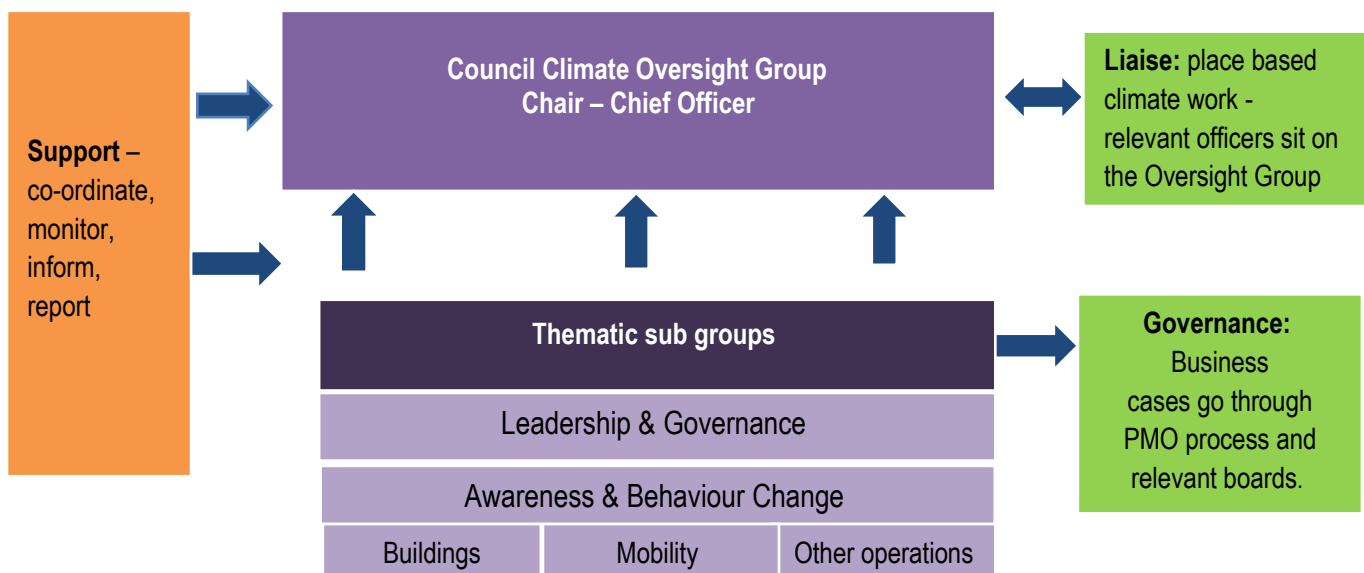 Support –
co-ordinate,
monitor,
inform,
report
Council Climate Oversight Group
Chair – Chief Officer
Liaise: place based
climate work -
relevant officers sit on
the Oversight Group
Thematic sub groups
Leadership & Governance
Awareness & Behaviour Change
Buildings
Mobility
Other operations
Governance:
Business
cases go through
PMO process and
relevant boards.